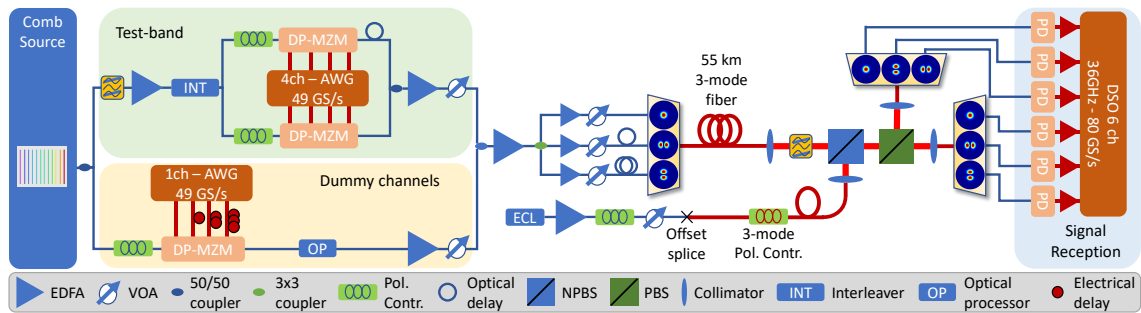 Comb
Source
Test-band
DP-MZM
INT
4ch – AWG
49 GS/s
DP-MZM
1ch – AWG
49 GS/s
Dummy channels
DP-MZM
OP
55 km
3-mode
fiber
ECL
Offset
splice
3-mode
Pol. Contr.
PD
PD
PD
PD
PD
PD
DSO 6 ch
36GHz - 80 GS/s
Signal
Reception
EDFA
VOA
50/50
coupler
3x3
coupler
Pol.
Contr.
Optical
delay
NPBS
PBS
Collimator
INT
Interleaver
OP
Optical
processor
Electrical
delay